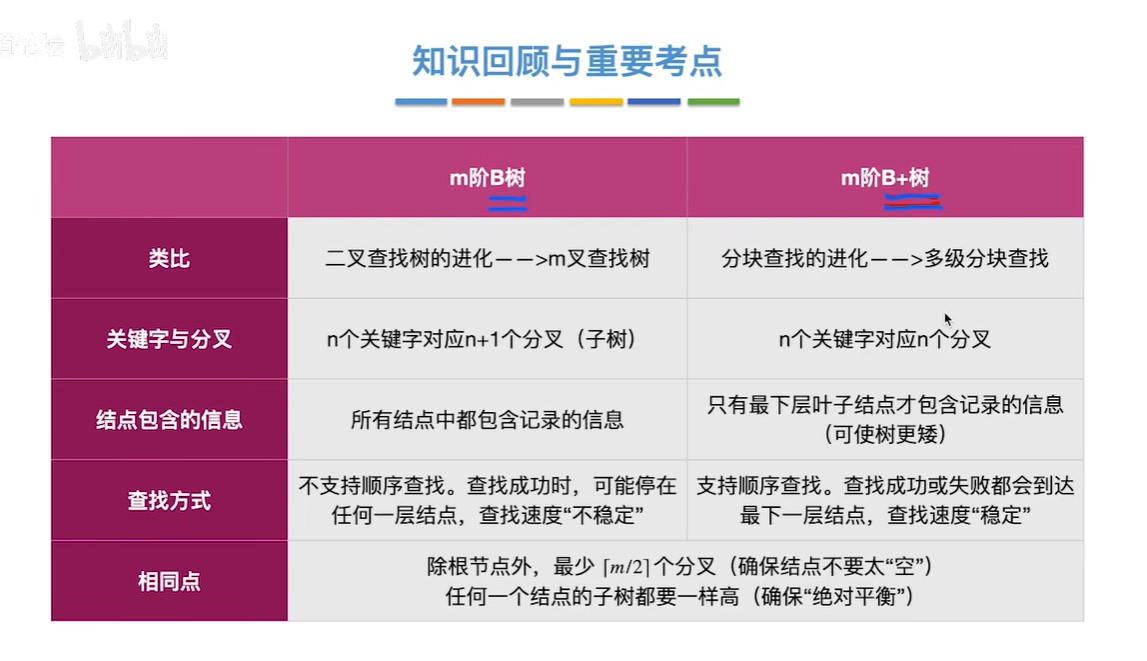 bilibili
知识回顾与重要考点
m阶B树
m阶B+树
类比
二叉查找树的进化——>m叉查找树
分块查找的进化——>多级分块查找
关键字与分叉
n个关键字对应n+1个分叉（子树）
n个关键字对应n个分叉
结点包含的信息
所有结点中都包含记录的信息
只有最下层叶子结点才包含记录的信息
（可使树更矮）
查找方式
不支持顺序查找。查找成功时，可能停在
任何一层结点，查找速度“不稳定”
支持顺序查找。查找成功或失败都会到达
最下一层结点，查找速度“稳定”
相同点
除根节点外，最少 ⌈m/2⌉ 个分叉（确保结点不要太“空”）
任何一个结点的子树都要一样高（确保“绝对平衡”）